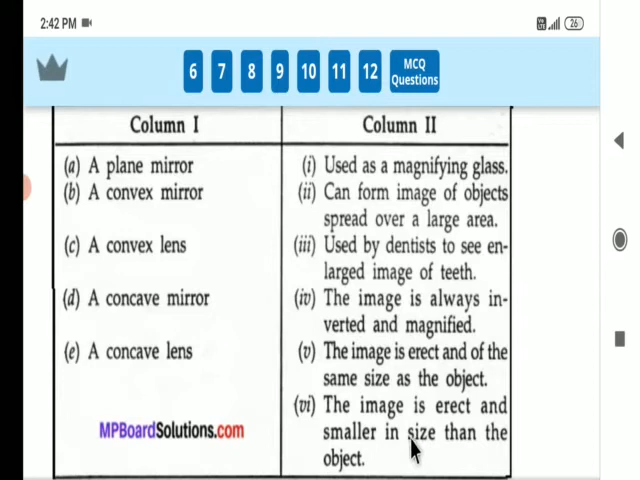 2:42 PM
26
6 7 8 9 10 11 12 MCQ Questions
Column I
Column II
(a) A plane mirror
(b) A convex mirror
(c) A convex lens
(d) A concave mirror
(e) A concave lens
MPBoardSolutions.com
(i) Used as a magnifying glass.
(ii) Can form image of objects
spread over a large area.
(iii) Used by dentists to see en-
larged image of teeth.
(iv) The image is always in-
verted and magnified.
(v) The image is erect and of the
same size as the object.
(vi) The image is erect and
smaller in size than the
object.